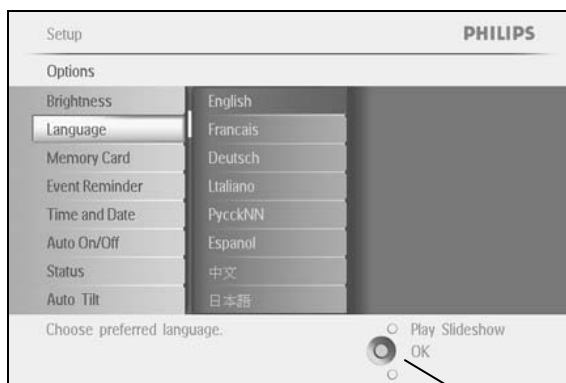 Setup PHILIPS
Options
Brightness English
Language Francais
Memory Card Deutsch
Event Reminder Ltaliano
Time and Date PycckNN
Auto On/Off Espanol
Status 中文
Auto Tilt 日本語
Choose preferred language. Play Slideshow
OK